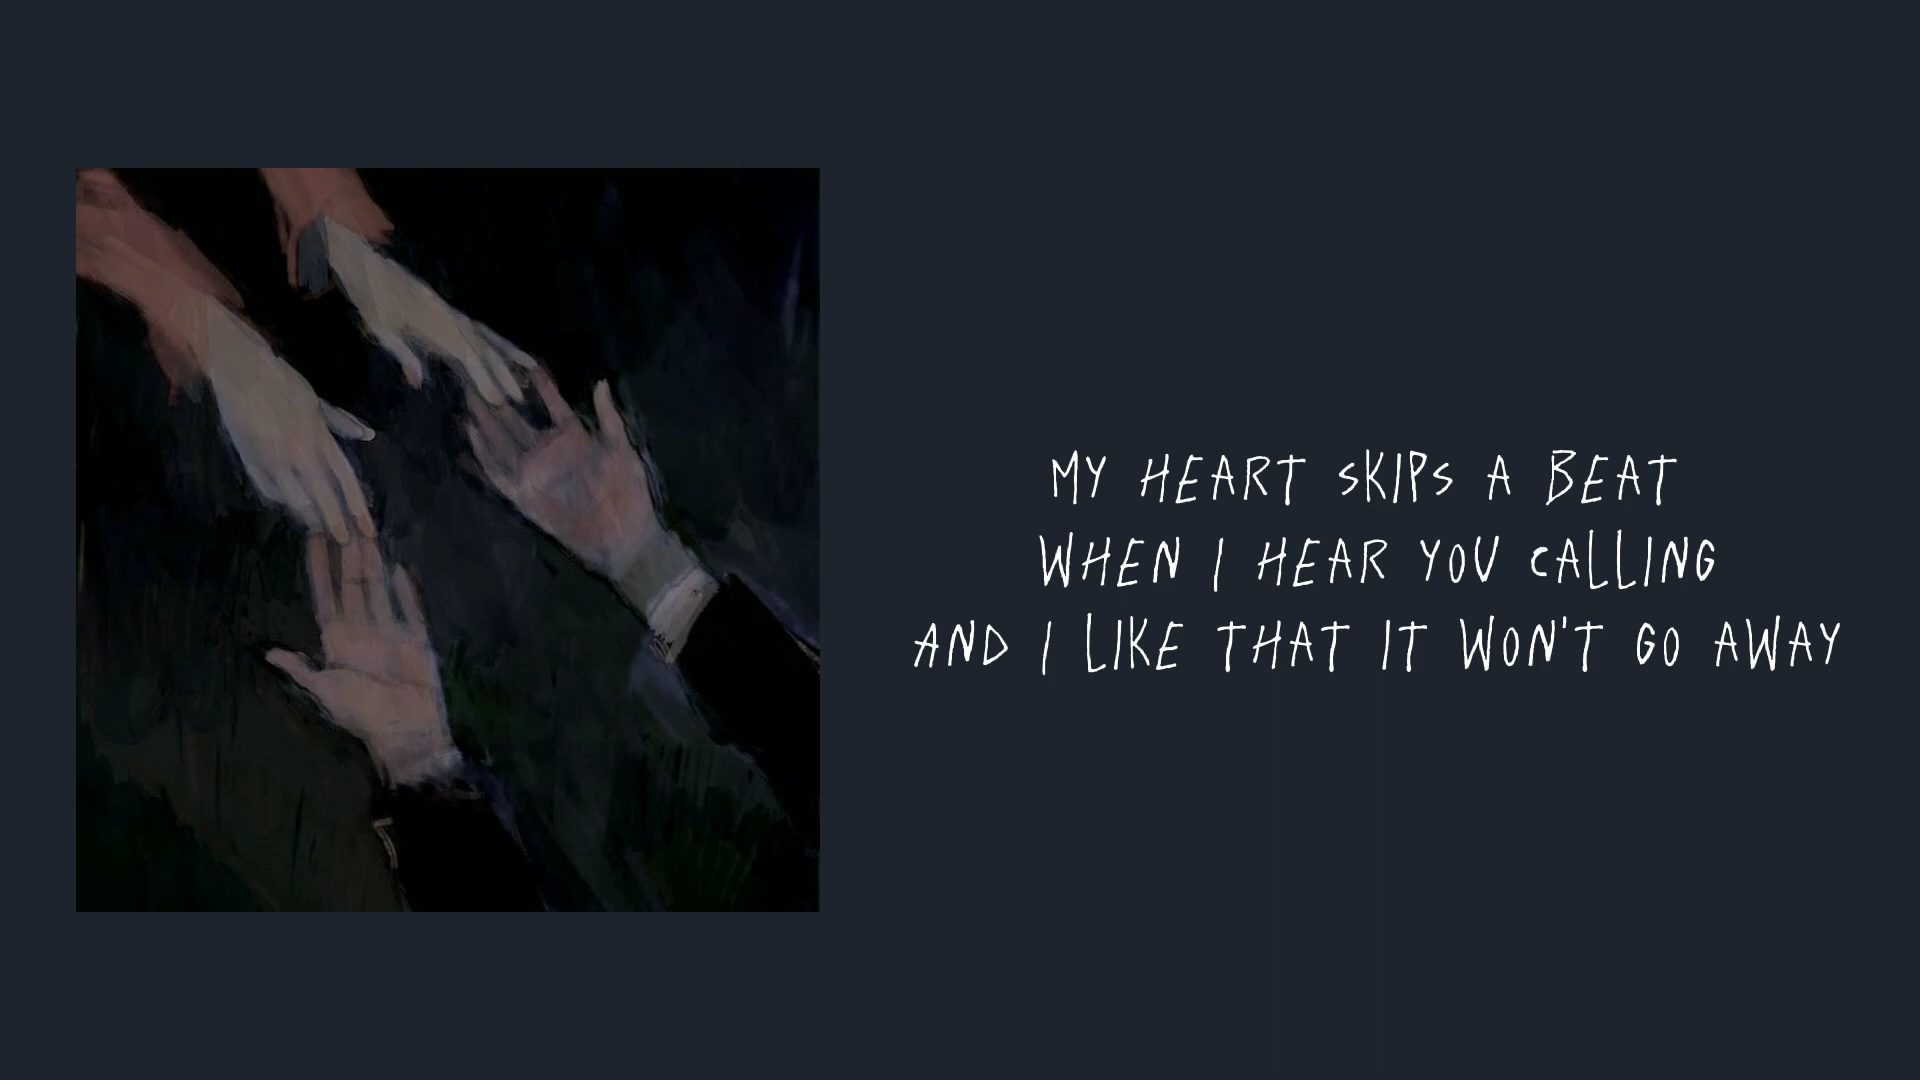 MY HEART SKIPS A BEAT
WHEN I HEAR YOU CALLING
AND I LIKE THAT IT WON'T GO AWAY